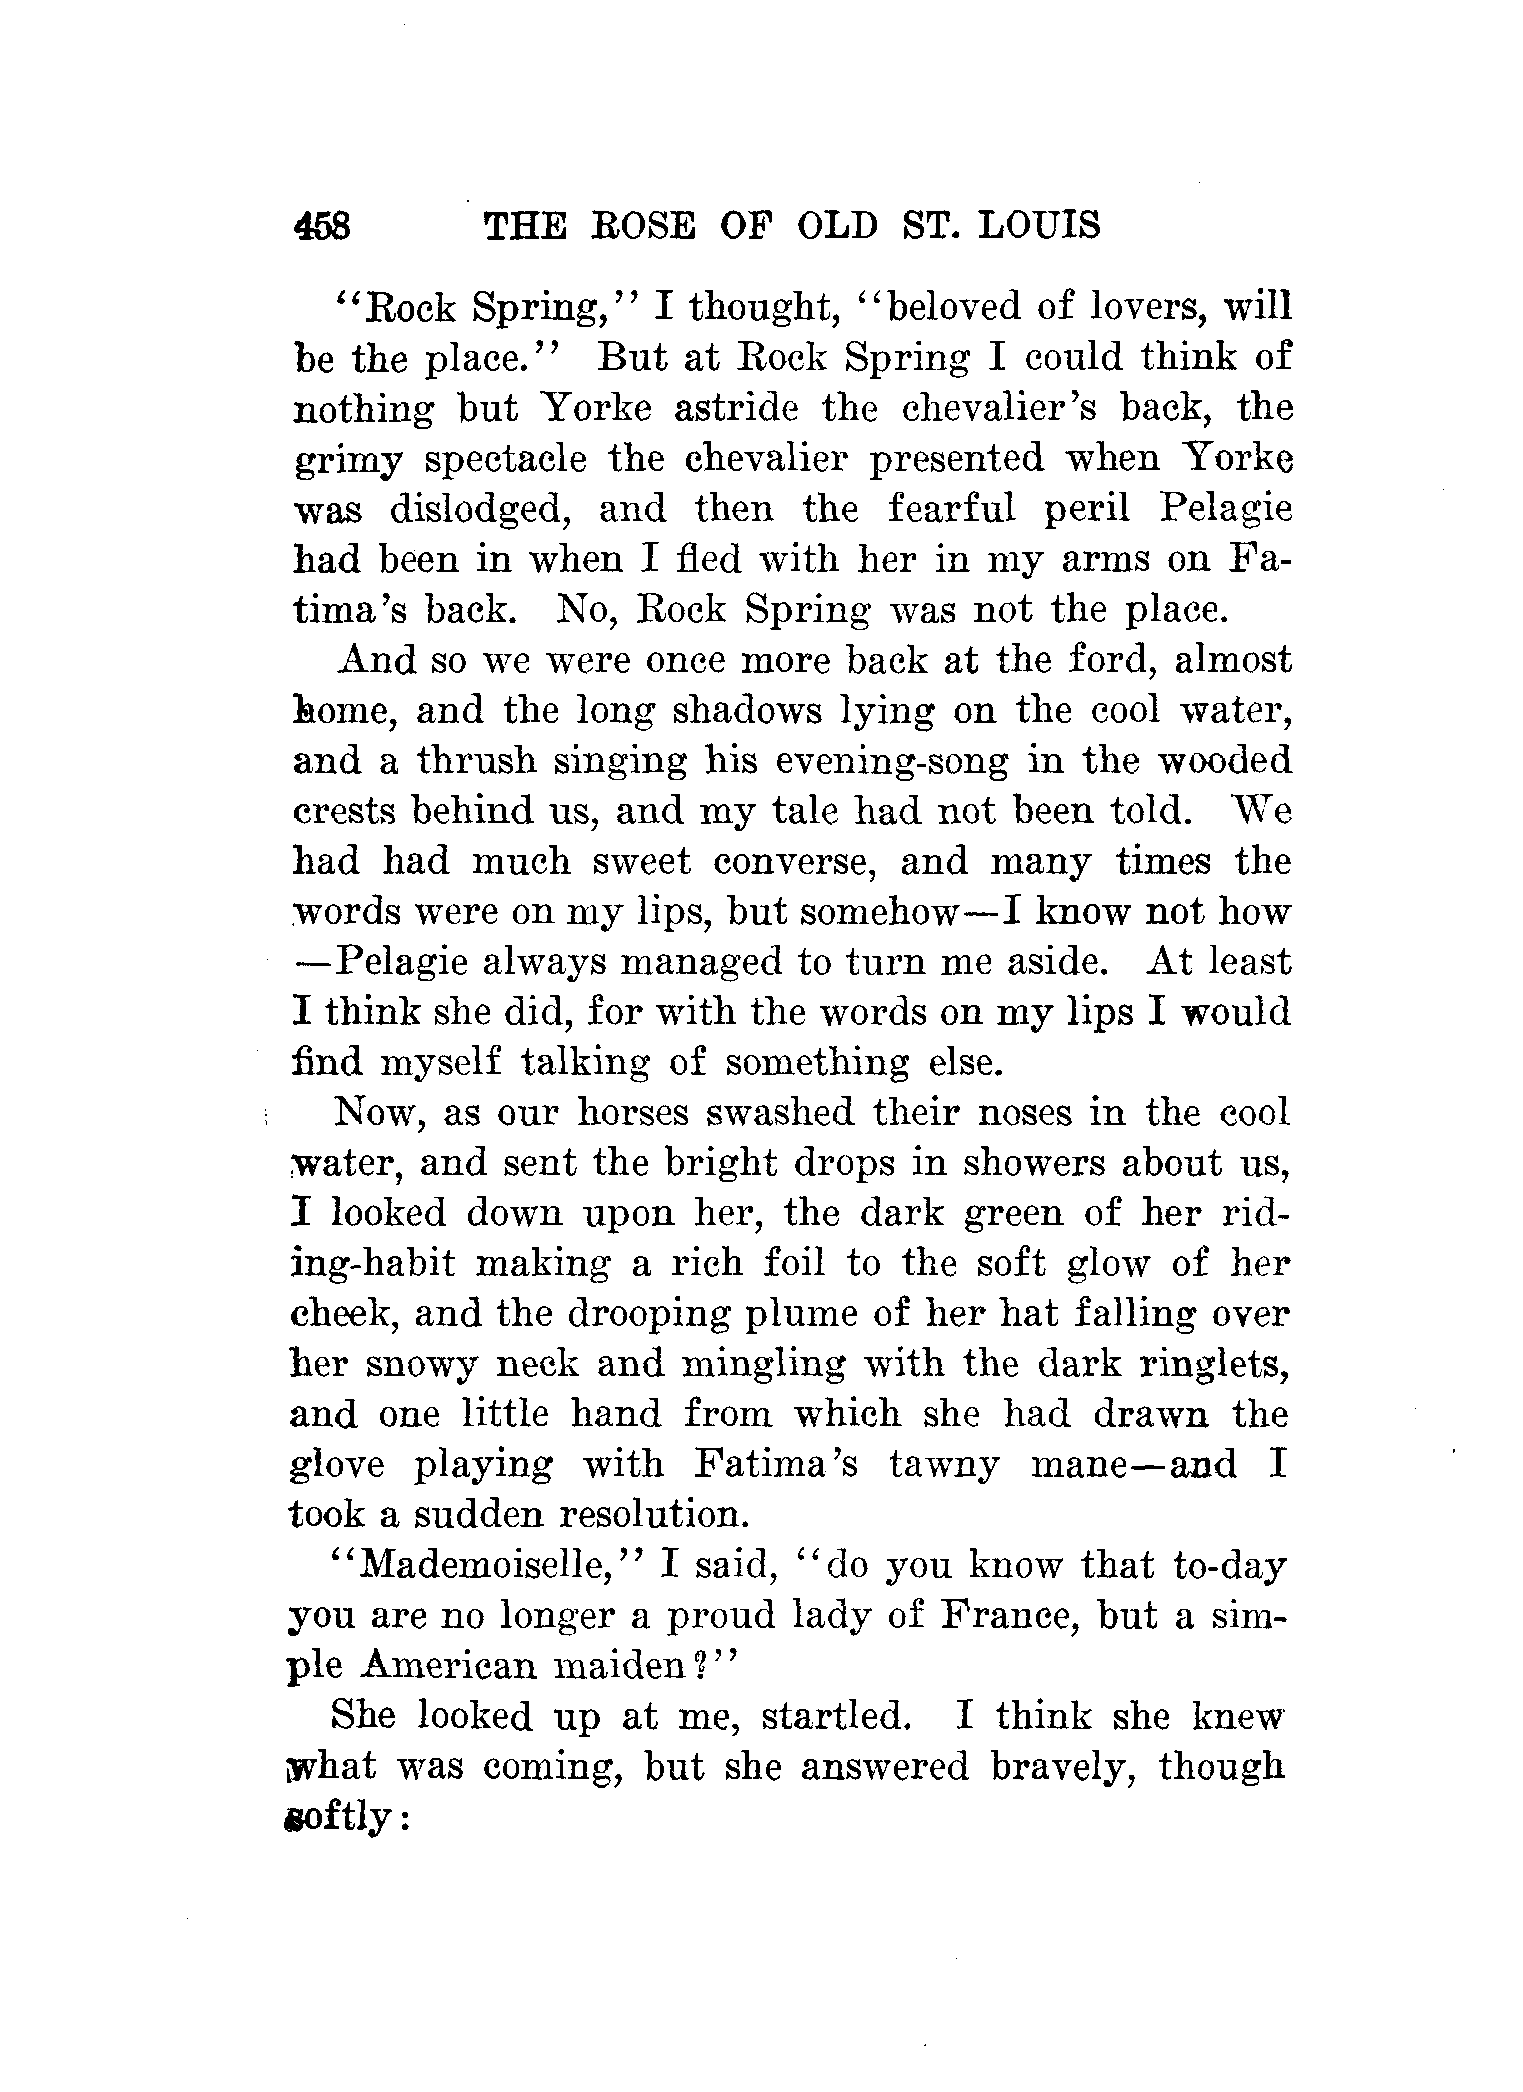 458 THE ROSE OF OLD ST. LOUIS
"Rock Spring," I thought, "beloved of lovers, will
be the place." But at Rock Spring I could think of
nothing but Yorke astride the chevalier's back, the
grimy spectacle the chevalier presented when Yorke
was dislodged, and then the fearful peril Pelagie
had been in when I fled with her in my arms on Fa-
tima's back. No, Rock Spring was not the place.
And so we were once more back at the ford, almost
home, and the long shadows lying on the cool water,
and a thrush singing his evening-song in the wooded
crests behind us, and my tale had not been told. We
had had much sweet converse, and many times the
words were on my lips, but somehow—I know not how
—Pelagie always managed to turn me aside. At least
I think she did, for with the words on my lips I would
find myself talking of something else.
Now, as our horses swashed their noses in the cool
water, and sent the bright drops in showers about us,
I looked down upon her, the dark green of her rid-
ing-habit making a rich foil to the soft glow of her
cheek, and the drooping plume of her hat falling over
her snowy neck and mingling with the dark ringlets,
and one little hand from which she had drawn the
glove playing with Fatima's tawny mane—and I
took a sudden resolution.
"Mademoiselle," I said, "do you know that to-day
you are no longer a proud lady of France, but a sim-
ple American maiden?"
She looked up at me, startled. I think she knew
what was coming, but she answered bravely, though
softly: